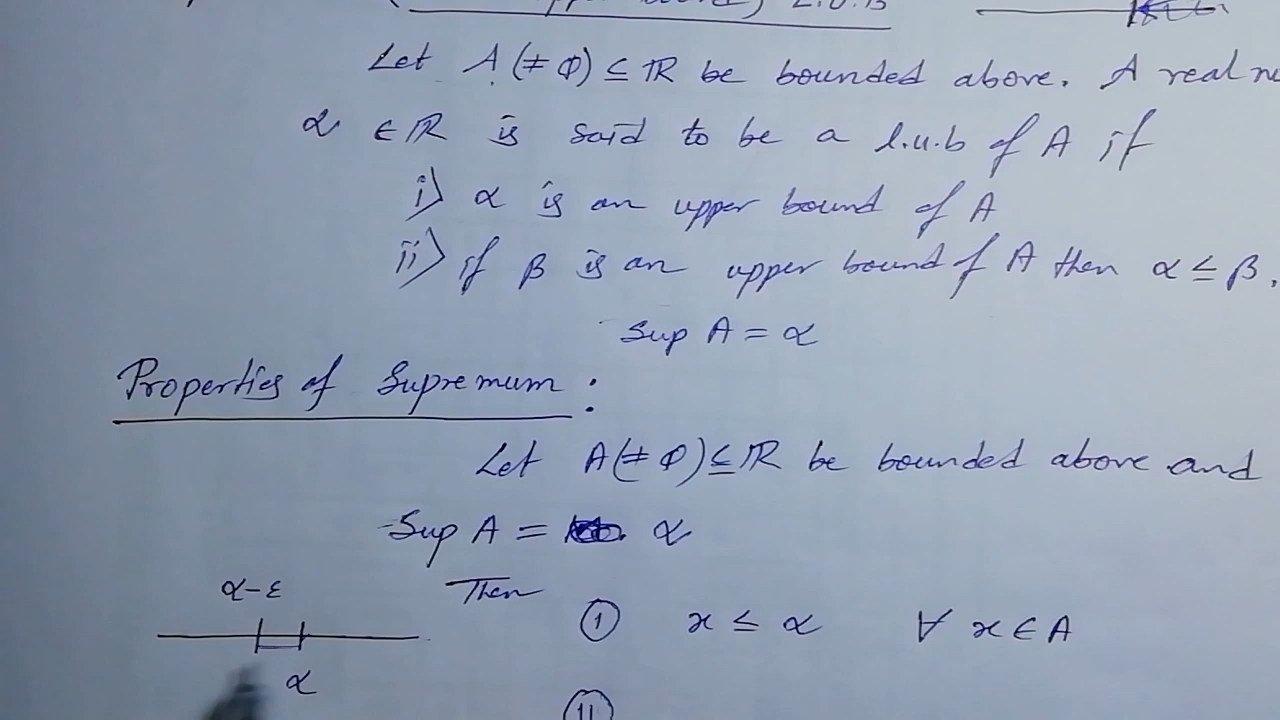 L.U.B
Let A (≠ Φ) ⊆ ℝ be bounded above. A real
α ∈ ℝ is said to be a l.u.b of A if
i) α is an upper bound of A
ii) if β is an upper bound of A then α ≤ β.
Sup A = α
Properties of Supremum :
Let A (≠ Φ) ⊆ ℝ be bounded above and
Sup A = α
α-ε
Then ① x ≤ α ∀ x ∈ A
α
II